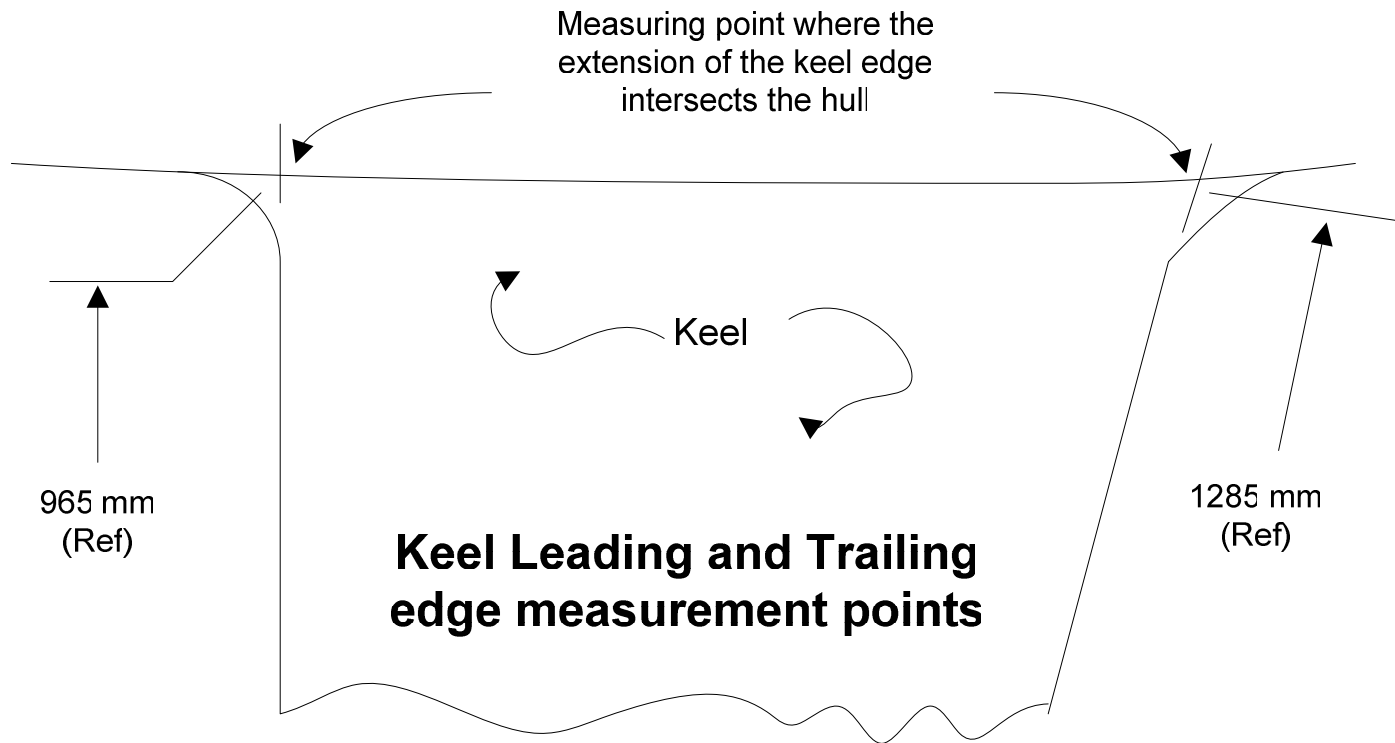 Measuring point where the
extension of the keel edge
intersects the hull
Keel
965 mm
(Ref)
1285 mm
(Ref)
Keel Leading and Trailing
edge measurement points